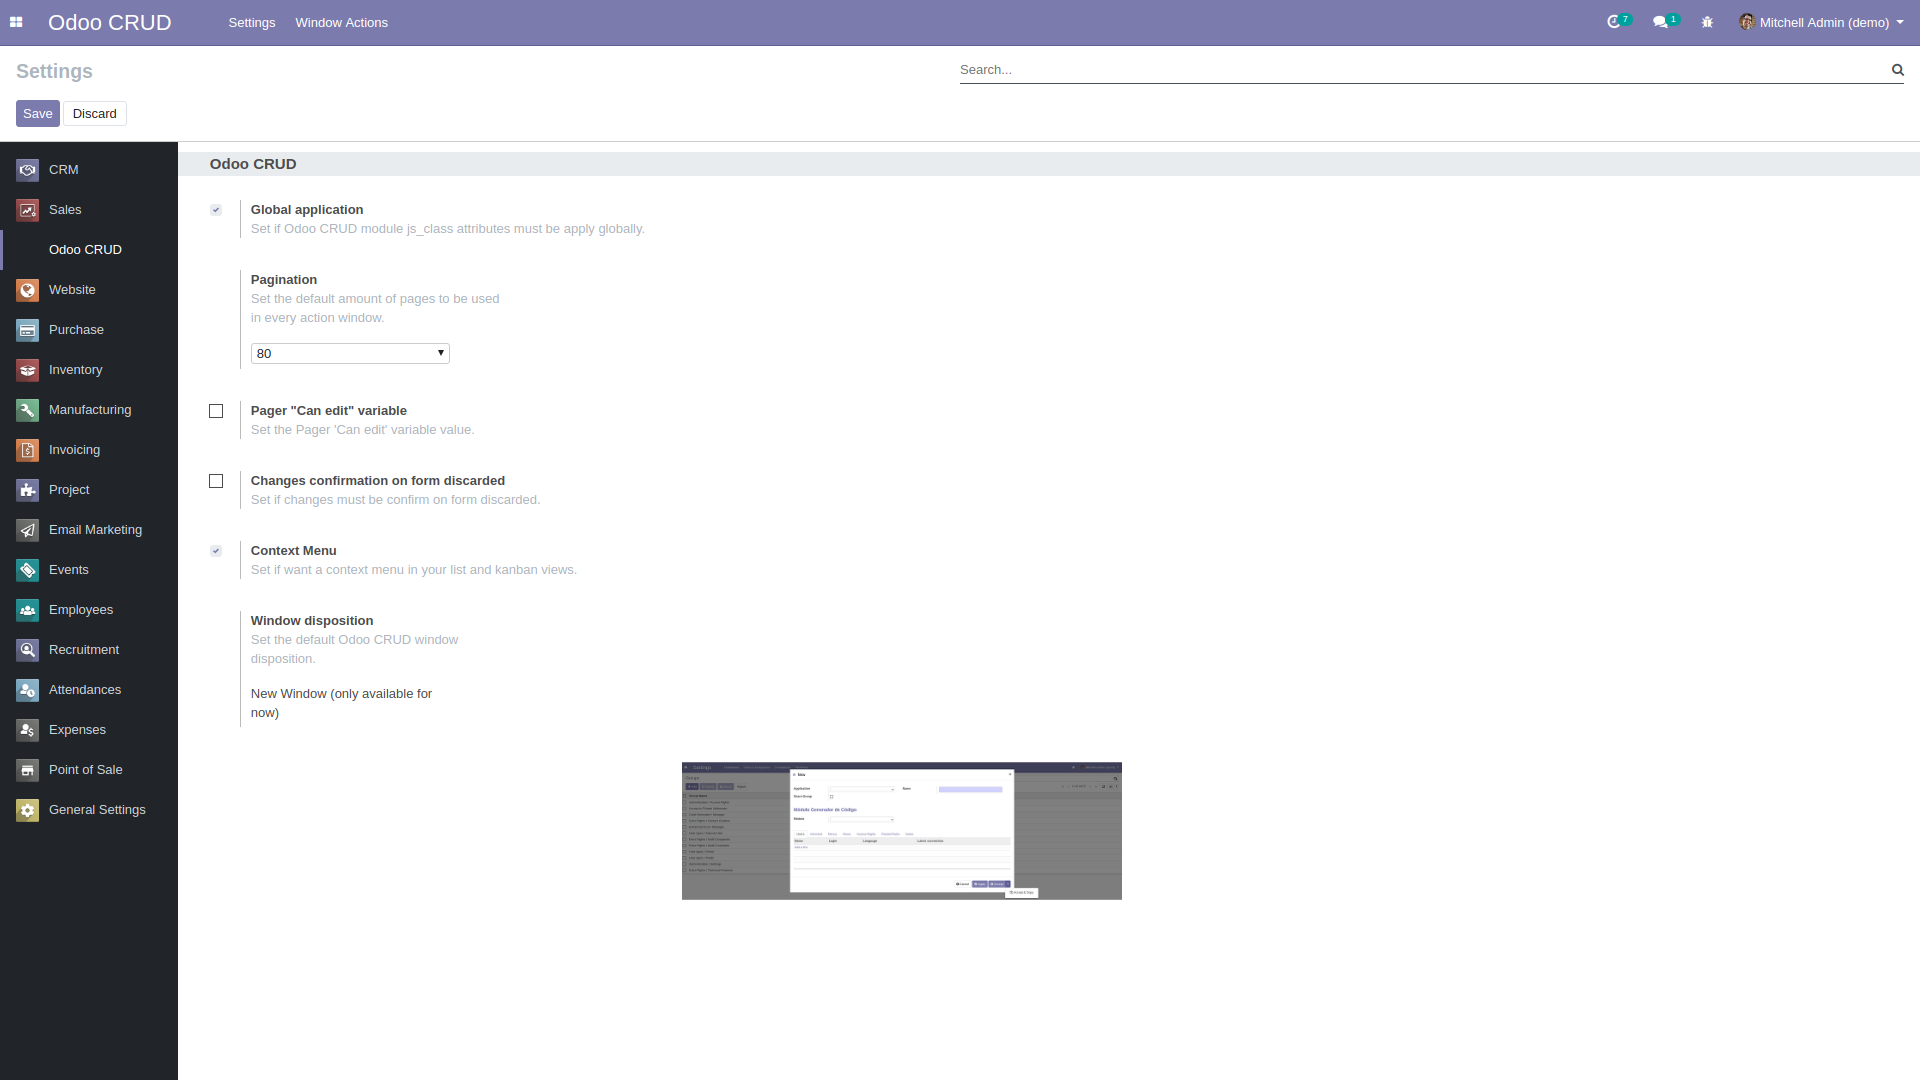 Odoo CRUD
Settings
Window Actions
7
1
Mitchell Admin (demo)
Settings
Search...
Save
Discard
CRM
Sales
Odoo CRUD
Website
Purchase
Inventory
Manufacturing
Invoicing
Project
Email Marketing
Events
Employees
Recruitment
Attendances
Expenses
Point of Sale
General Settings
Odoo CRUD
Global application
Set if Odoo CRUD module js_class attributes must be apply globally.
Pagination
Set the default amount of pages to be used
in every action window.
80
Pager "Can edit" variable
Set the Pager 'Can edit' variable value.
Changes confirmation on form discarded
Set if changes must be confirm on form discarded.
Context Menu
Set if want a context menu in your list and kanban views.
Window disposition
Set the default Odoo CRUD window
disposition.
New Window (only available for
now)
Módulo Generador de Código